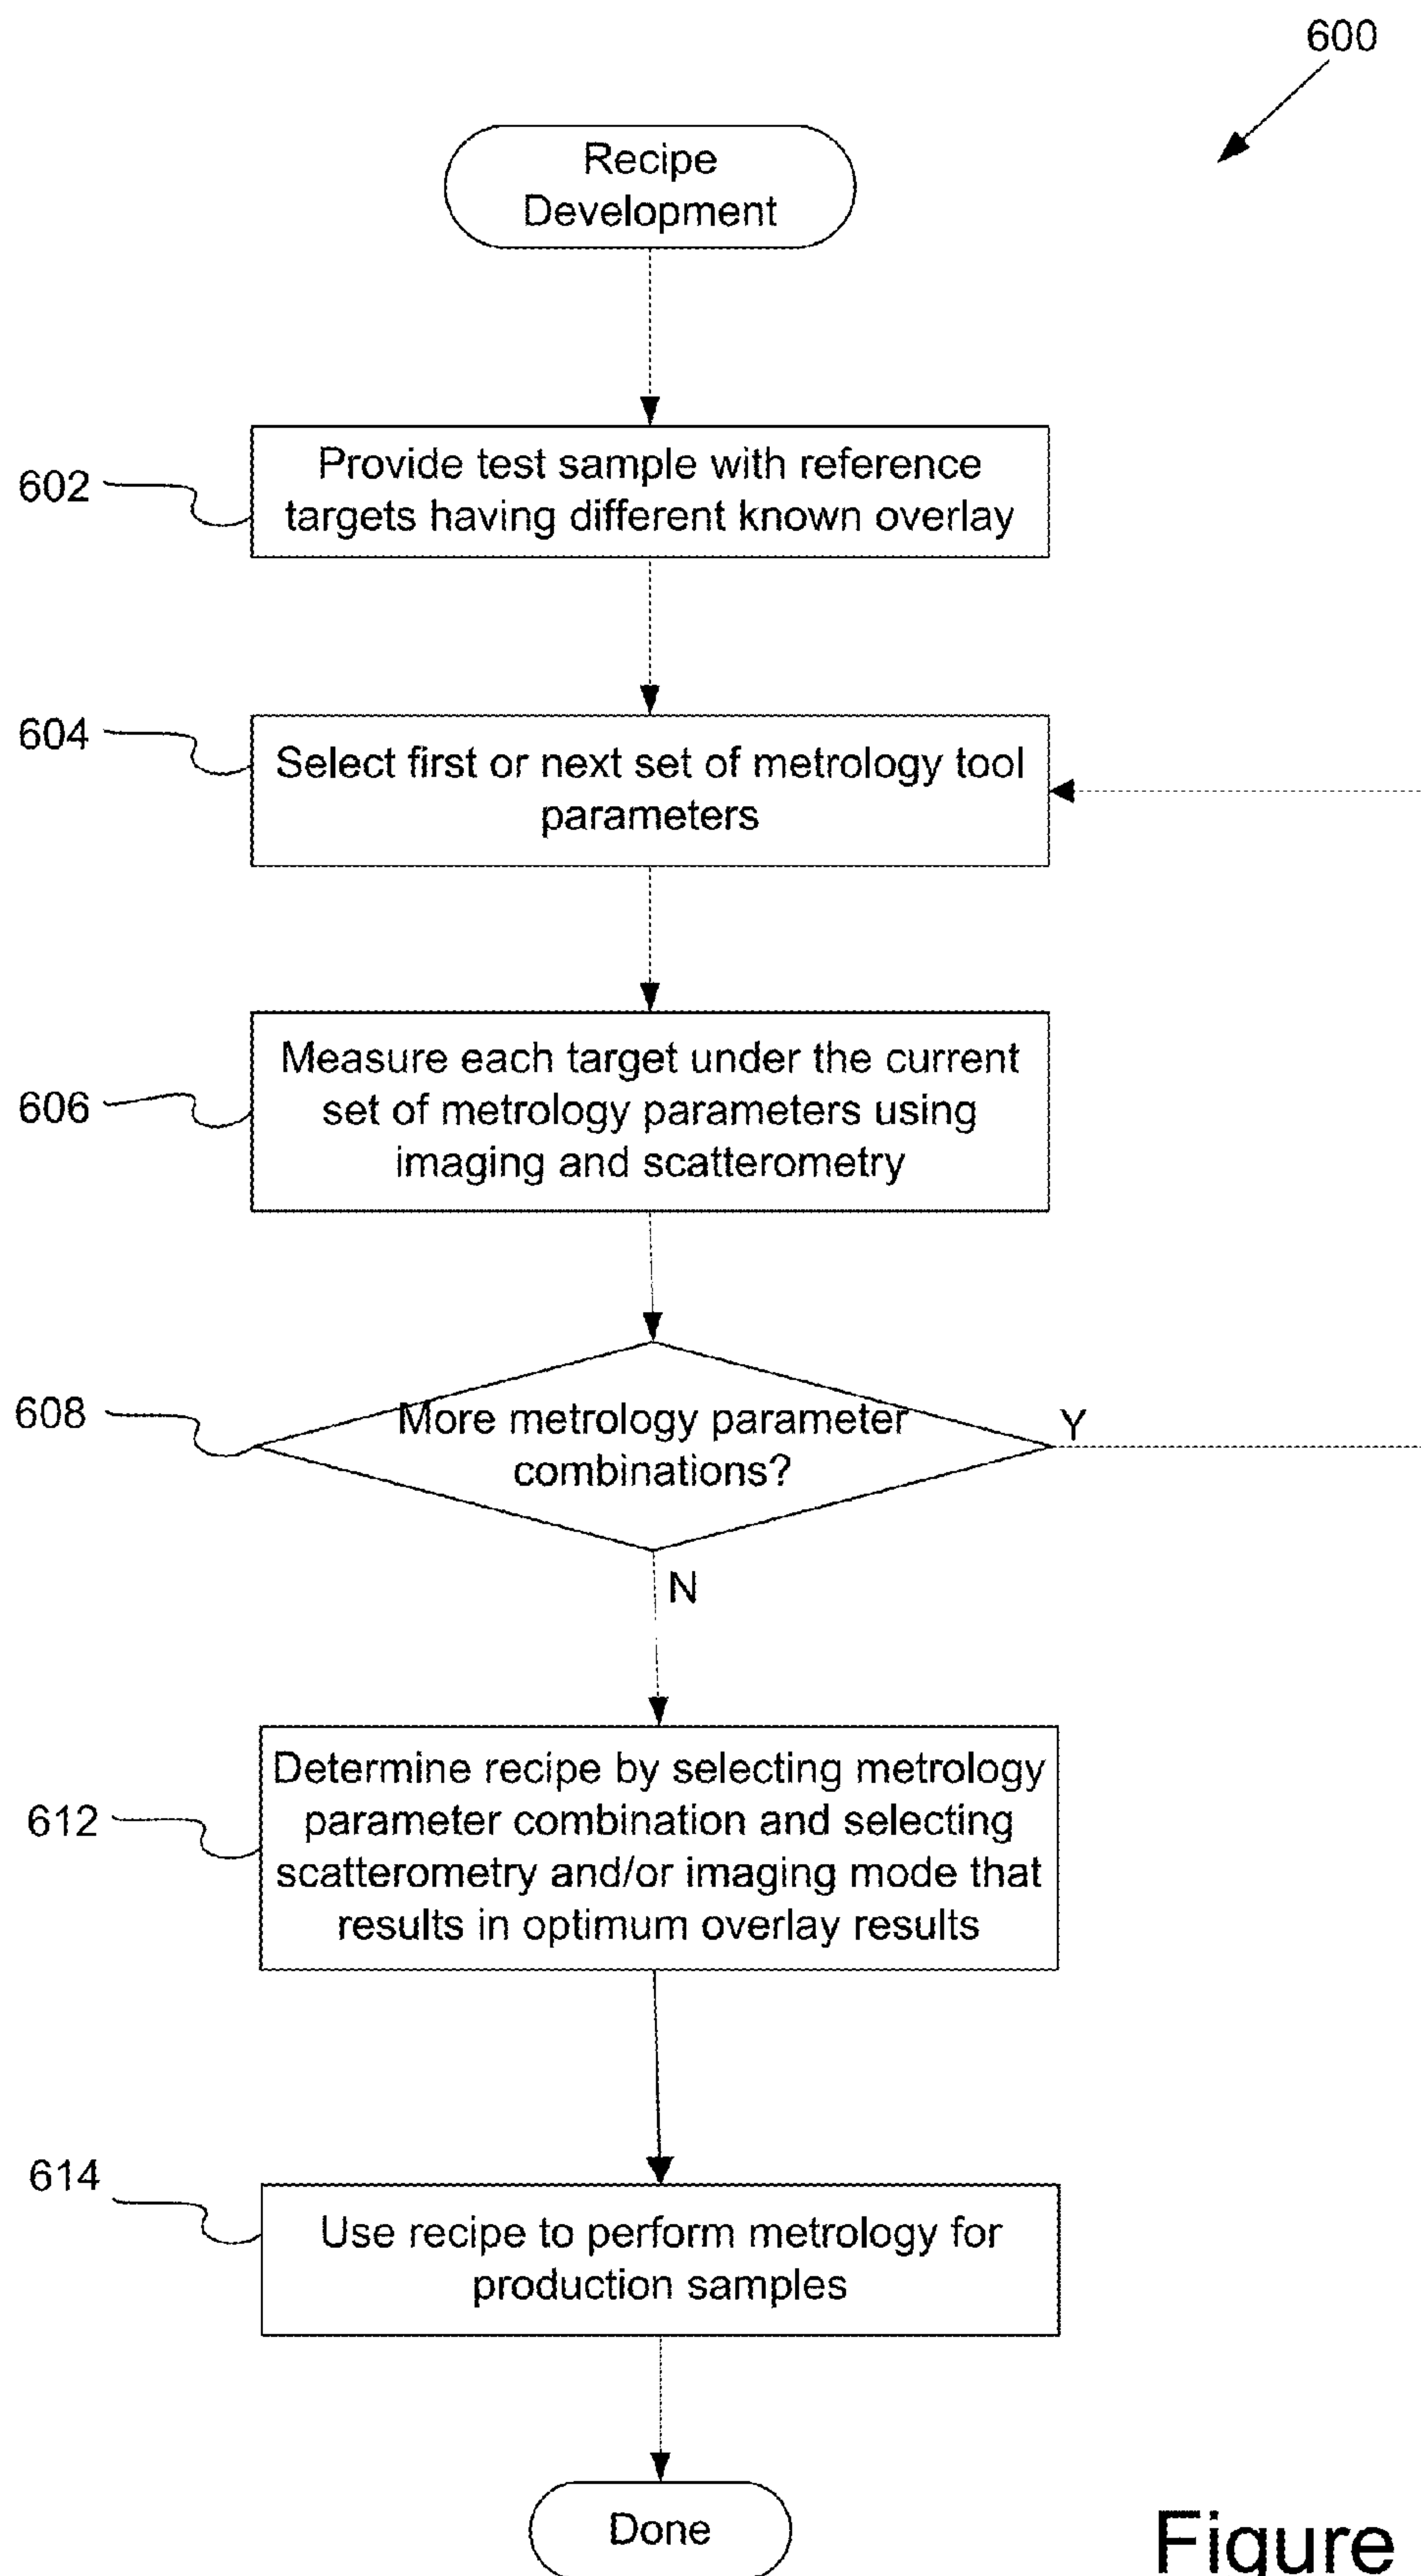 600
Recipe
Development
602
Provide test sample with reference
targets having different known overlay
604
Select first or next set of metrology tool
parameters
606
Measure each target under the current
set of metrology parameters using
imaging and scatterometry
608
More metrology parameter
combinations?
Y
N
612
Determine recipe by selecting metrology
parameter combination and selecting
scatterometry and/or imaging mode that
results in optimum overlay results
614
Use recipe to perform metrology for
production samples
Done
Figure